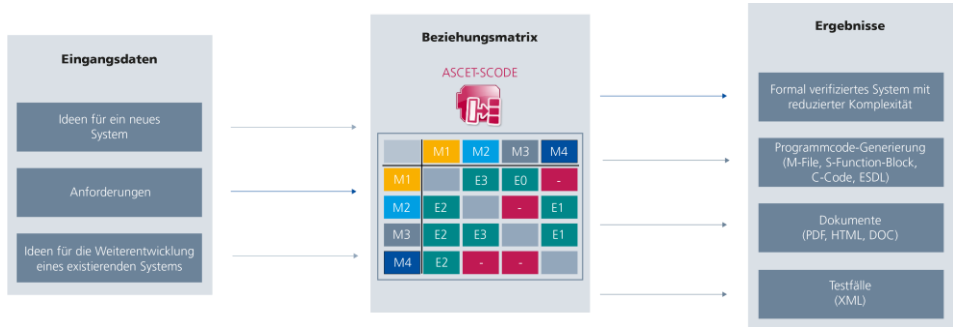 Eingangsdaten
Ideen für ein neues
System
Anforderungen
Ideen für die Weiterentwicklung
eines existierenden Systems
Beziehungsmatrix
ASCET-SCODE
M1 M2 M3 M4
M1 E3 E0 -
M2 E2 - E1
M3 E2 E3 E1
M4 E2 - -
Ergebnisse
Formal verifiziertes System mit
reduzierter Komplexität
Programmcode-Generierung
(M-File, S-Function-Block,
C-Code, ESDL)
Dokumente
(PDF, HTML, DOC)
Testfälle
(XML)